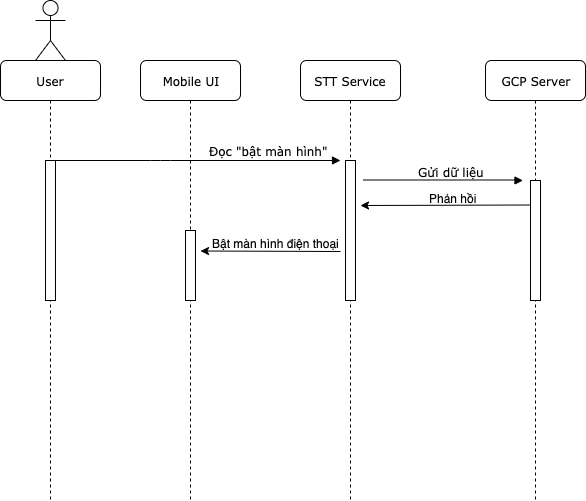 User
Mobile UI
STT Service
GCP Server
Đọc "bật màn hình"
Gửi dữ liệu
Phản hồi
Bật màn hình điện thoại